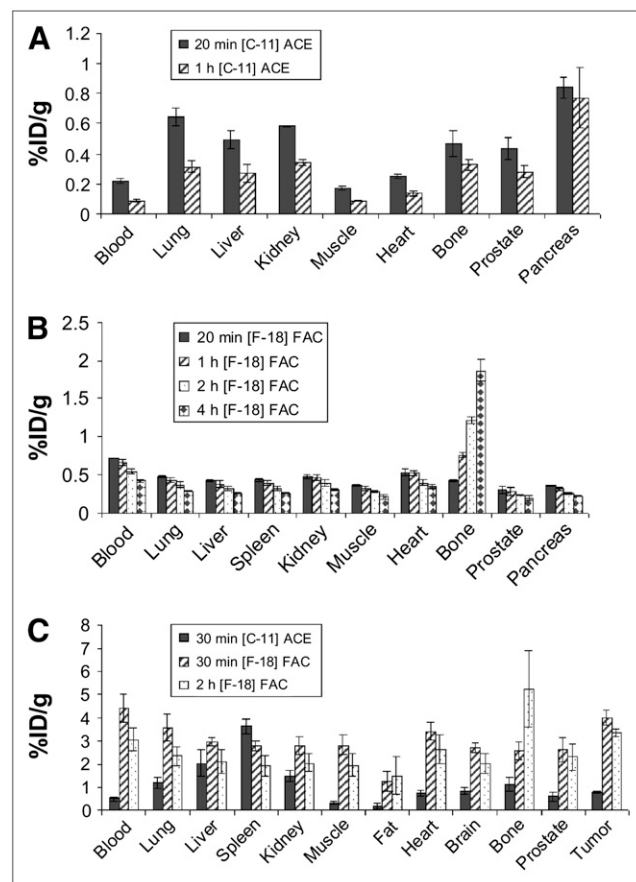 A
20 min [C-11] ACE
1 h [C-11] ACE
%ID/g
1.2
1
0.8
0.6
0.4
0.2
0
Blood
Lung
Liver
Kidney
Muscle
Heart
Bone
Prostate
Pancreas
B
20 min [F-18] FAC
1 h [F-18] FAC
2 h [F-18] FAC
4 h [F-18] FAC
%ID/g
2.5
2
1.5
1
0.5
0
Blood
Lung
Liver
Spleen
Kidney
Muscle
Heart
Bone
Prostate
Pancreas
C
30 min [C-11] ACE
30 min [F-18] FAC
2 h [F-18] FAC
%ID/g
8
7
6
5
4
3
2
1
0
Blood
Lung
Liver
Spleen
Kidney
Muscle
Fat
Heart
Brain
Bone
Prostate
Tumor